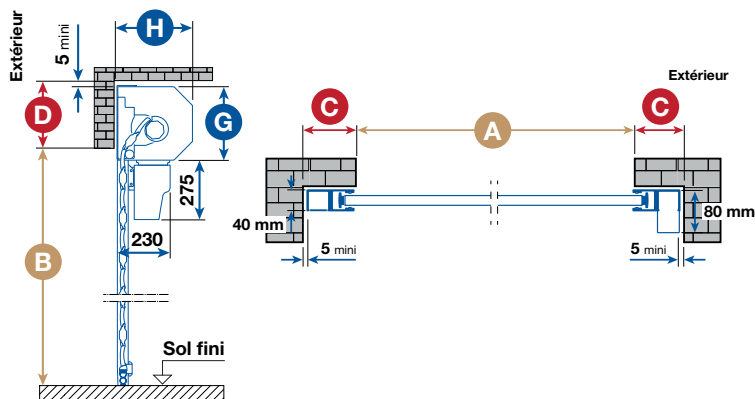 Extérieur
5 mini
H
D
G
275
230
B
Sol fini
Extérieur
C
A
C
40 mm
80 mm
5 mini
5 mini